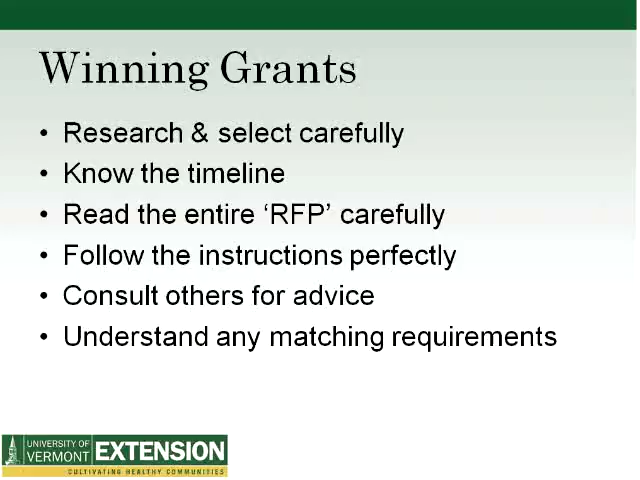 Winning Grants
• Research & select carefully
• Know the timeline
• Read the entire ‘RFP’ carefully
• Follow the instructions perfectly
• Consult others for advice
• Understand any matching requirements
UNIVERSITY OF
VERMONT EXTENSION
CULTIVATING HEALTHY COMMUNITIES